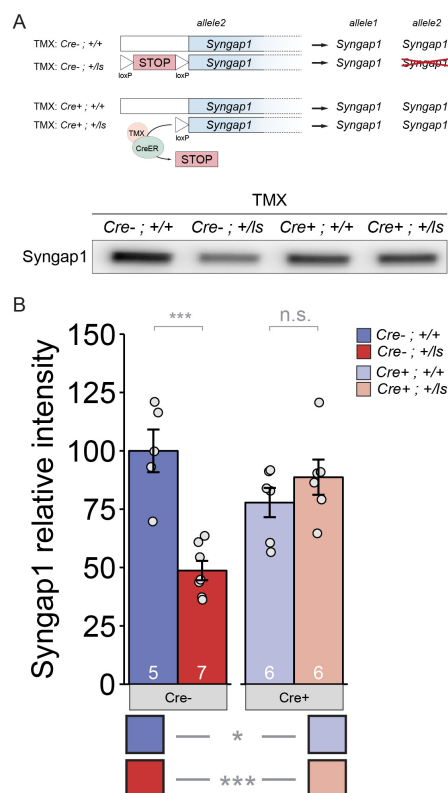 A
allele2 allele1 allele2
TMX: Cre- ; +/+ Syngap1 Syngap1 Syngap1
TMX: Cre- ; +/ls STOP Syngap1 Syngap1 Syngap1
loxP loxP
TMX: Cre+ ; +/+ Syngap1 Syngap1 Syngap1
TMX: Cre+ ; +/ls Syngap1 Syngap1 Syngap1
TMX loxP
CreER
STOP
TMX
Cre- ; +/+ Cre- ; +/ls Cre+ ; +/+ Cre+ ; +/ls
Syngap1
B
*** n.s.
Cre- ; +/+
Cre- ; +/ls
Cre+ ; +/+
Cre+ ; +/ls
Syngap1 relative intensity
150
125
100
75
50
25
0
5 7 6 6
Cre- Cre+
*
***